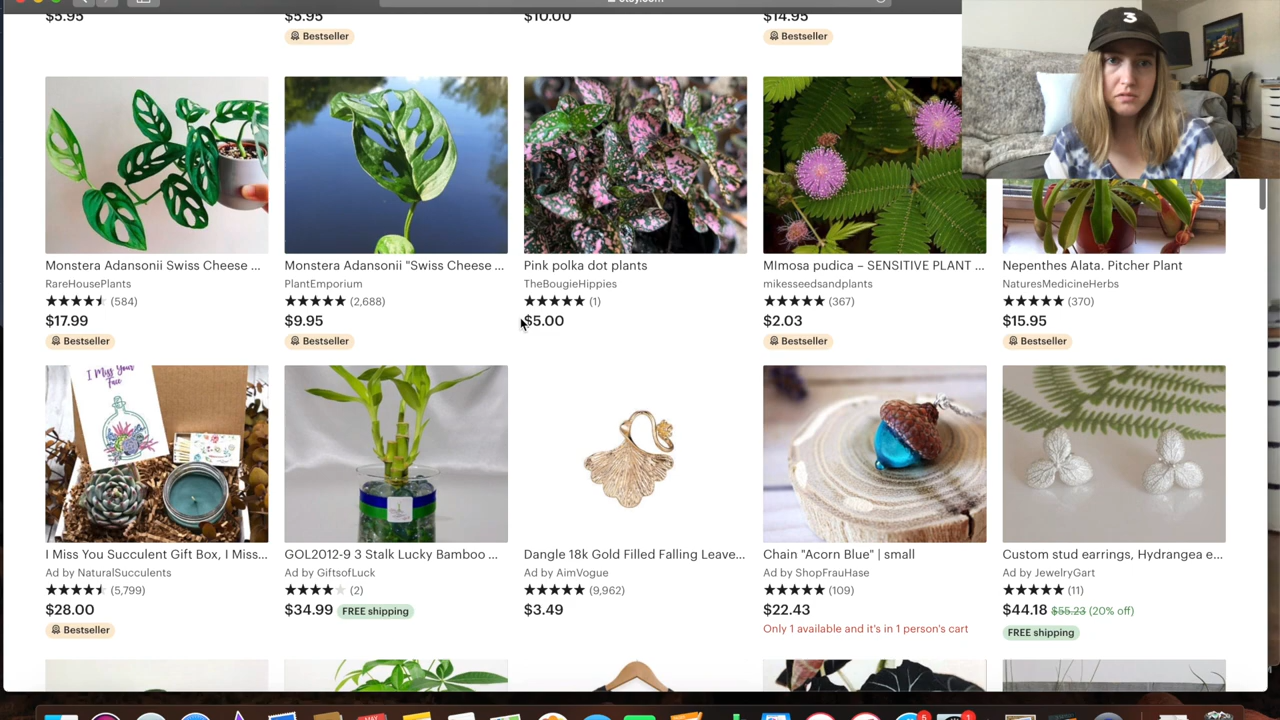 etsy.com
$5.95
$5.95
$10.00
$14.95
Bestseller
Bestseller
3
Monstera Adansonii Swiss Cheese ...
Monstera Adansonii "Swiss Cheese ...
Pink polka dot plants
MImosa pudica – SENSITIVE PLANT ...
Nepenthes Alata. Pitcher Plant
RareHousePlants
PlantEmporium
TheBougieHippies
mikesseedsandplants
NaturesMedicineHerbs
(584)
(2,688)
(1)
(367)
(370)
$17.99
$9.95
$5.00
$2.03
$15.95
Bestseller
Bestseller
Bestseller
Bestseller
I Miss Your
Face
I Miss You Succulent Gift Box, I Miss...
GOL2012-9 3 Stalk Lucky Bamboo ...
Dangle 18k Gold Filled Falling Leave...
Chain "Acorn Blue" | small
Custom stud earrings, Hydrangea e...
Ad by NaturalSucculents
Ad by GiftsofLuck
Ad by AimVogue
Ad by ShopFrauHase
Ad by JewelryGart
(5,799)
(2)
(9,962)
(109)
(11)
$28.00
$34.99 FREE shipping
$3.49
$22.43
$44.18 $55.23 (20% off)
Bestseller
Only 1 available and it's in 1 person's cart
FREE shipping
MAY